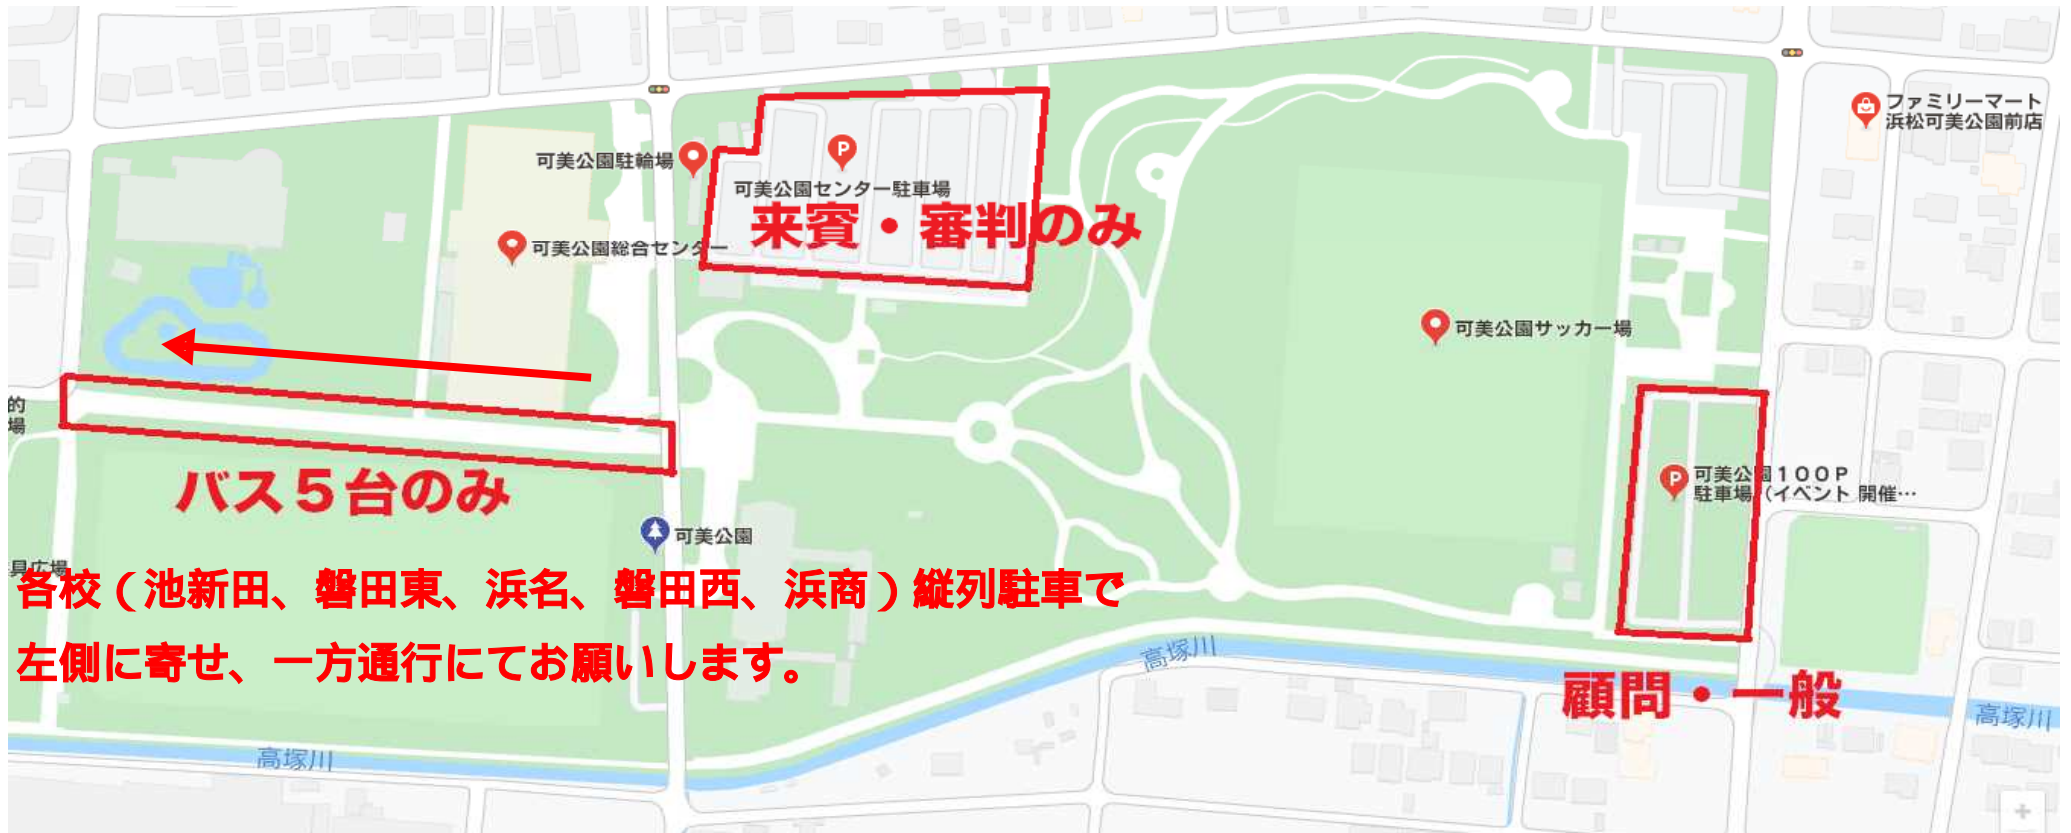 ファミリーマート
浜松可美公園前店
可美公園駐輪場
可美公園センター駐車場
来賓・審判のみ
可美公園総合センター
可美公園サッカー場
的
場
バス５台のみ
可美公園１００Ｐ
駐車場（イベント 開催…
可美公園
具広場
各校（池新田、磐田東、浜名、磐田西、浜商）縦列駐車で
左側に寄せ、一方通行にてお願いします。
高塚川
顧問・一般
高塚川
高塚川